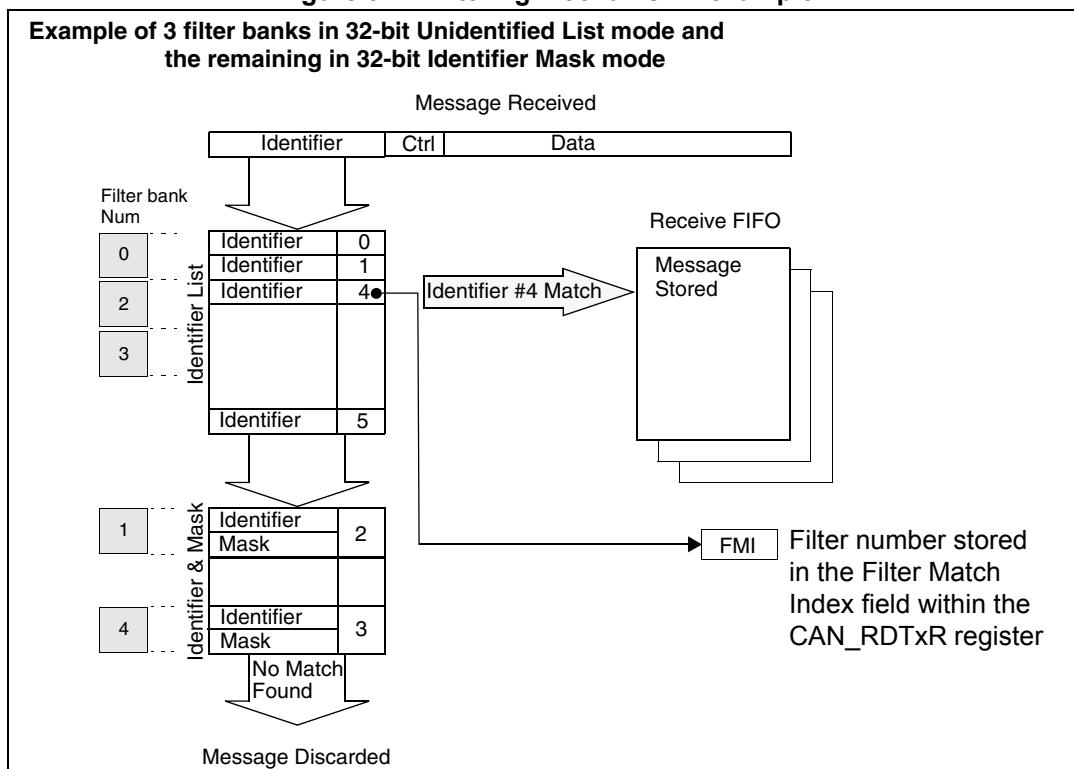 Example of 3 filter banks in 32-bit Unidentified List mode and
the remaining in 32-bit Identifier Mask mode
Message Received
Identifier Ctrl Data
Filter bank
Num
Receive FIFO
0
2
3
Identifier List
Identifier 0
Identifier 1
Identifier 4
Identifier 5
Identifier #4 Match
Message
Stored
1
4
Identifier & Mask
Identifier
Mask
2
Identifier
Mask
3
FMI
Filter number stored
in the Filter Match
Index field within the
CAN_RDTxR register
No Match
Found
Message Discarded